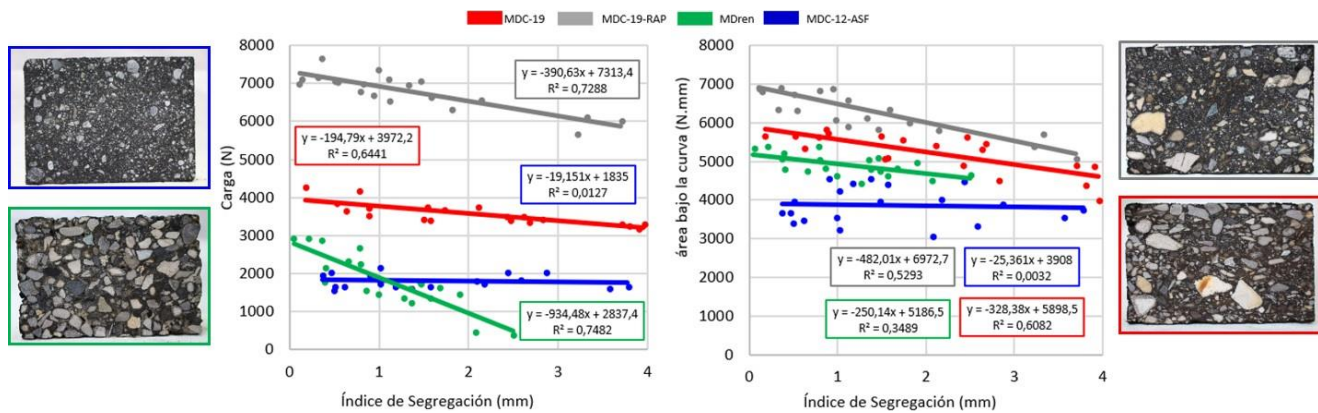 MDC-19 MDC-19-RAP MDren MDC-12-ASF
8000
7000
6000
5000
4000
3000
2000
1000
0
Carga (N)
0 1 2 3 4
Índice de Segregación (mm)
y = -390,63x + 7313,4
R² = 0,7288
y = -194,79x + 3972,2
R² = 0,6441
y = -19,151x + 1835
R² = 0,0127
y = -934,48x + 2837,4
R² = 0,7482
8000
7000
6000
5000
4000
3000
2000
1000
0
área bajo la curva (N.mm)
0 1 2 3 4
Índice de Segregación (mm)
y = -482,01x + 6972,7
R² = 0,5293
y = -25,361x + 3908
R² = 0,0032
y = -250,14x + 5186,5
R² = 0,3489
y = -328,38x + 5898,5
R² = 0,6082